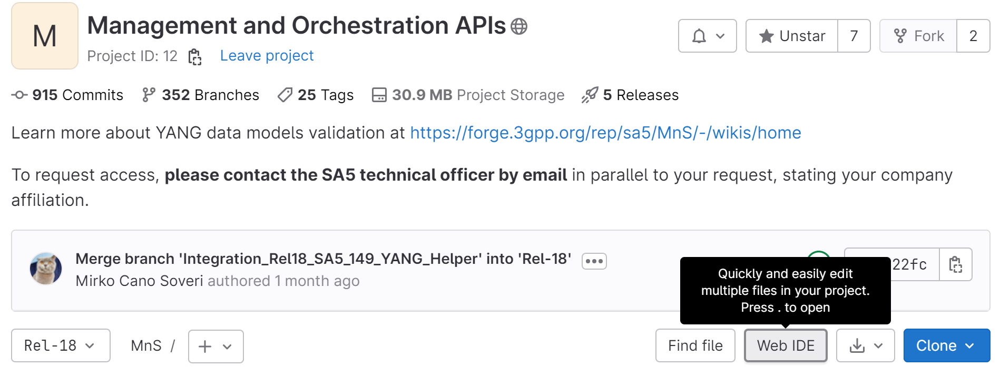 M
Management and Orchestration APIs
Project ID: 12 Leave project
Unstar 7 Fork 2
915 Commits 352 Branches 25 Tags 30.9 MB Project Storage 5 Releases
Learn more about YANG data models validation at https://forge.3gpp.org/rep/sa5/MnS/-/wikis/home
To request access, please contact the SA5 technical officer by email in parallel to your request, stating your company
affiliation.
Merge branch 'Integration_Rel18_SA5_149_YANG_Helper' into 'Rel-18'
Mirko Cano Soveri authored 1 month ago
22fc
Quickly and easily edit
multiple files in your project.
Press . to open
Rel-18 MnS / Find file Web IDE Clone